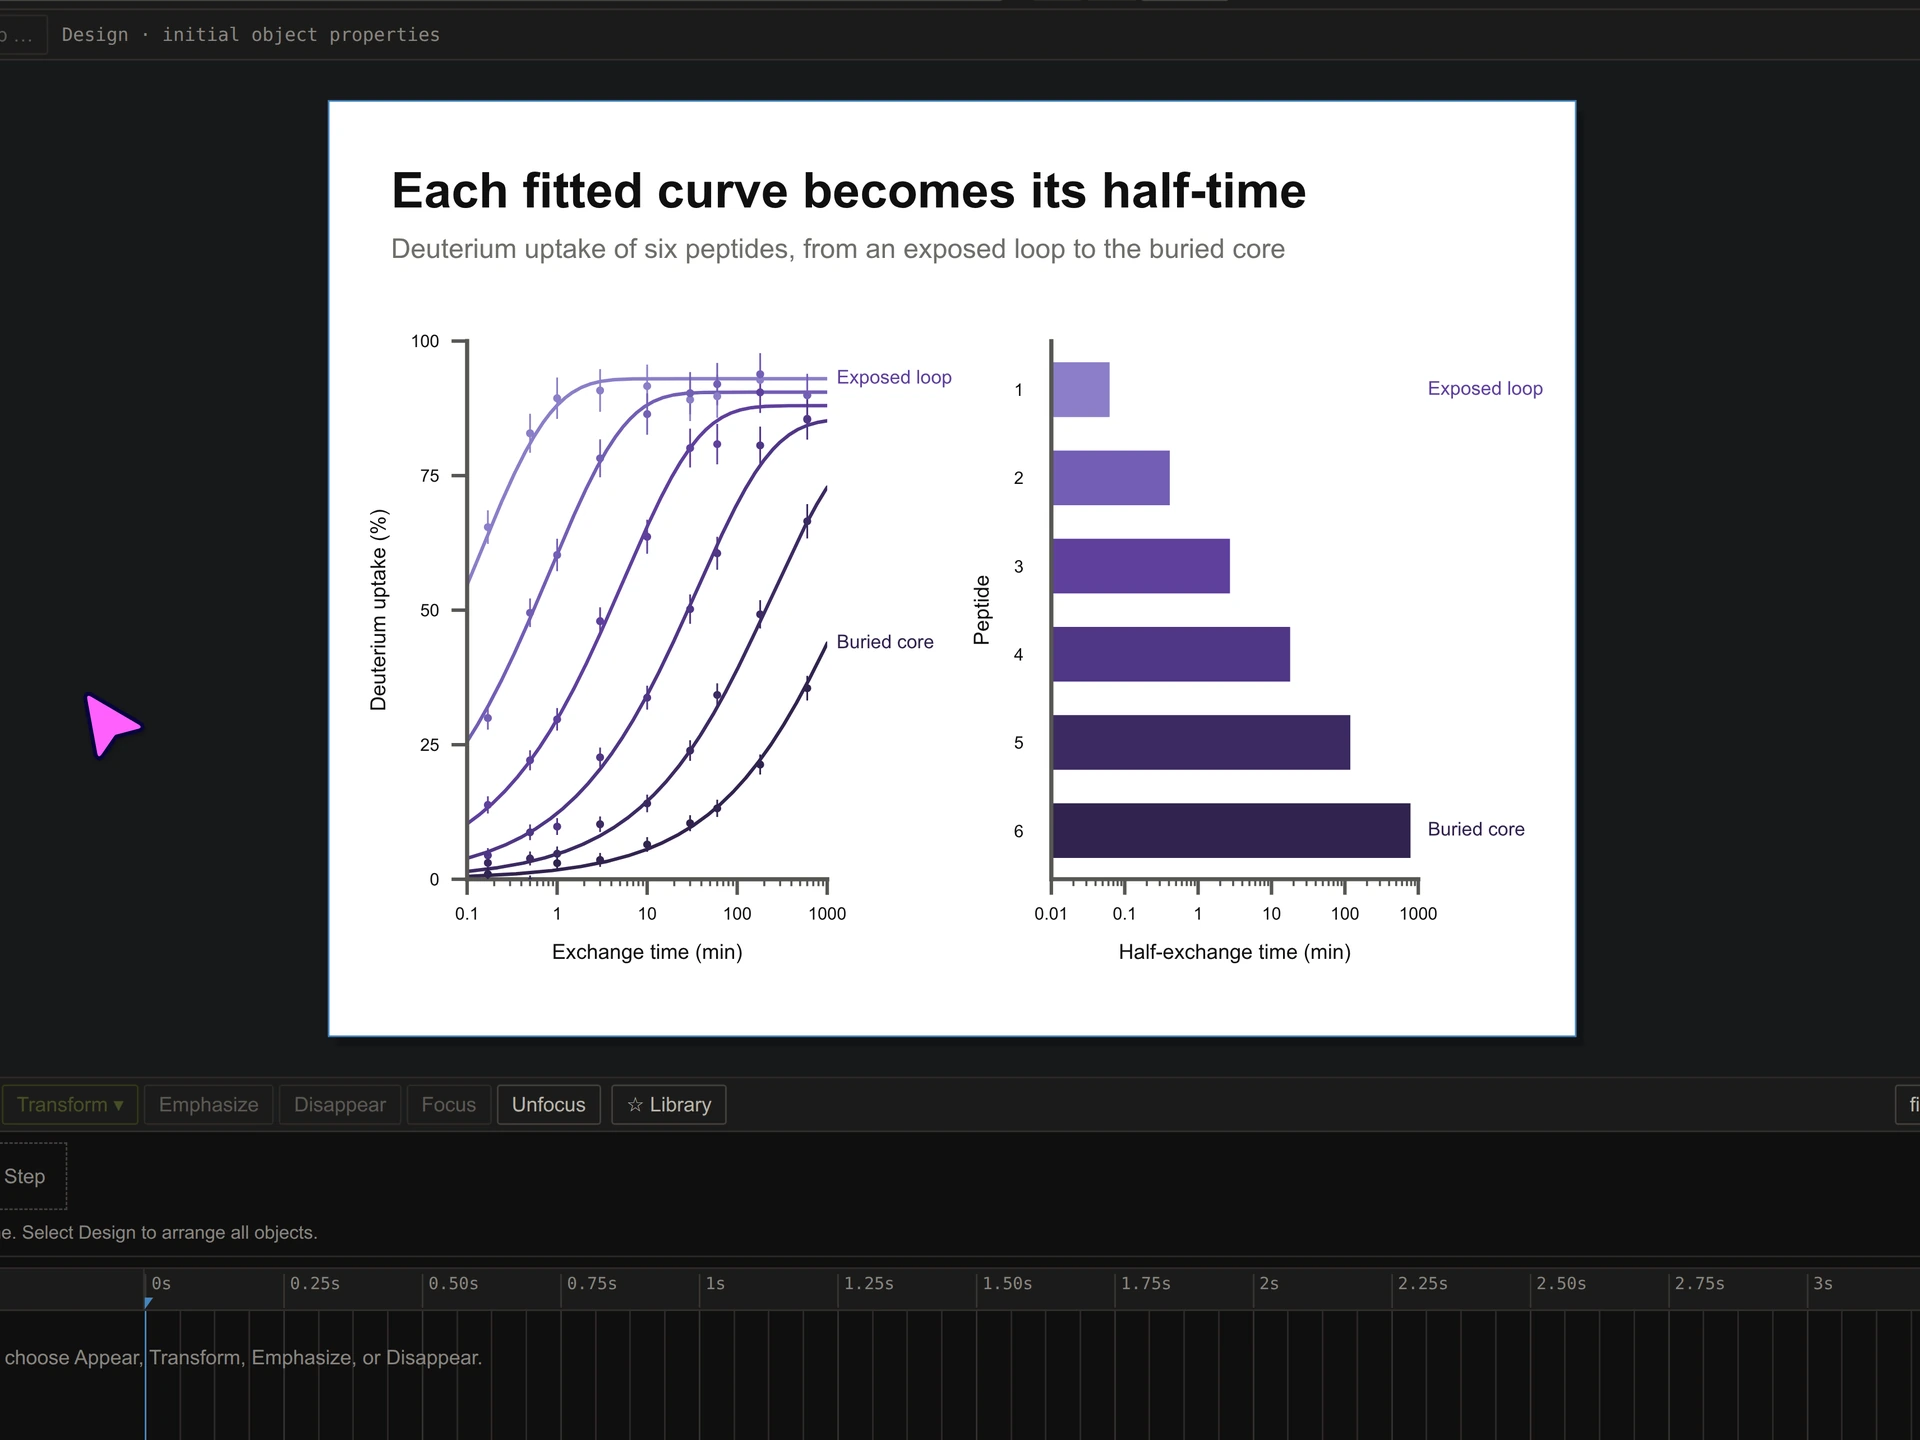 Design · initial object properties
Each fitted curve becomes its half-time
Deuterium uptake of six peptides, from an exposed loop to the buried core
100
75
50
25
0
Deuterium uptake (%)
0.1
1
10
100
1000
Exchange time (min)
Exposed loop
Buried core
Peptide
1
2
3
4
5
6
0.01
0.1
1
10
100
1000
Half-exchange time (min)
Exposed loop
Buried core
Transform ▾
Emphasize
Disappear
Focus
Unfocus
☆ Library
Step
Select Design to arrange all objects.
0s
0.25s
0.50s
0.75s
1s
1.25s
1.50s
1.75s
2s
2.25s
2.50s
2.75s
3s
choose Appear, Transform, Emphasize, or Disappear.